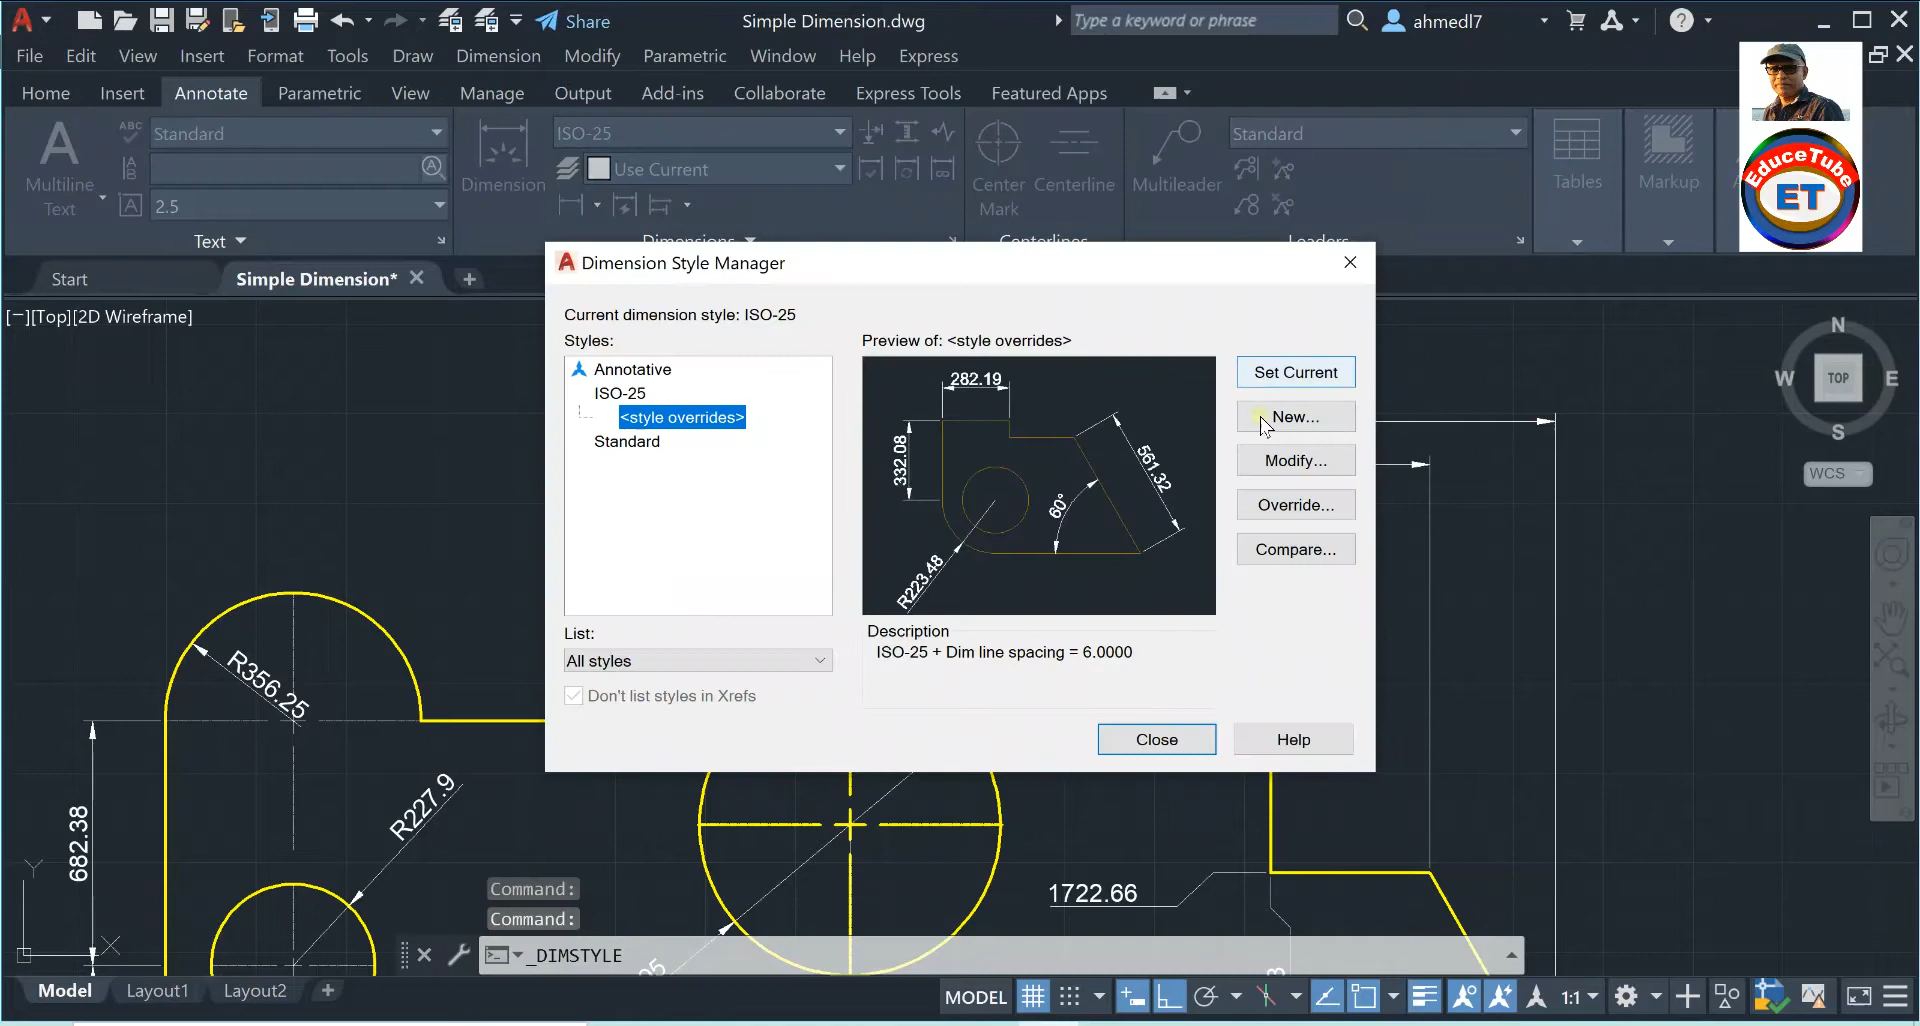 Share
Simple Dimension.dwg
Type a keyword or phrase
ahmedl7
File Edit View Insert Format Tools Draw Dimension Modify Parametric Window Help Express
Home Insert Annotate Parametric View Manage Output Add-ins Collaborate Express Tools Featured Apps
Multiline Text
ABC
Standard
2.5
Text
Dimension
ISO-25
Use Current
Dimensions
Center Mark
Centerline
Centerlines
Multileader
Standard
Leaders
Tables
Markup
EduceTube
ET
Start
Simple Dimension*
[−][Top][2D Wireframe]
Dimension Style Manager
Current dimension style: ISO-25
Styles:
Annotative
ISO-25
<style overrides>
Standard
List:
All styles
Don't list styles in Xrefs
Preview of: <style overrides>
282.19
332.08
561.32
60°
R223.48
Description
ISO-25 + Dim line spacing = 6.0000
Set Current
New...
Modify...
Override...
Compare...
Close
Help
N
W
TOP
E
S
WCS
R356.25
R227.9
682.38
1722.66
Y
X
Command:
Command:
_DIMSTYLE
Model
Layout1
Layout2
MODEL
1:1